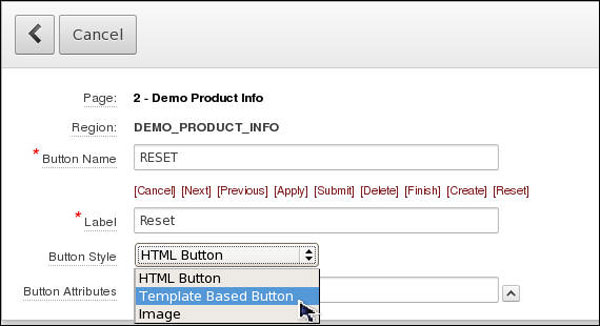 Cancel
Page: 2 - Demo Product Info
Region: DEMO_PRODUCT_INFO
* Button Name RESET
[Cancel] [Next] [Previous] [Apply] [Submit] [Delete] [Finish] [Create] [Reset]
* Label Reset
Button Style HTML Button
HTML Button
Button Attributes Template Based Button
Image